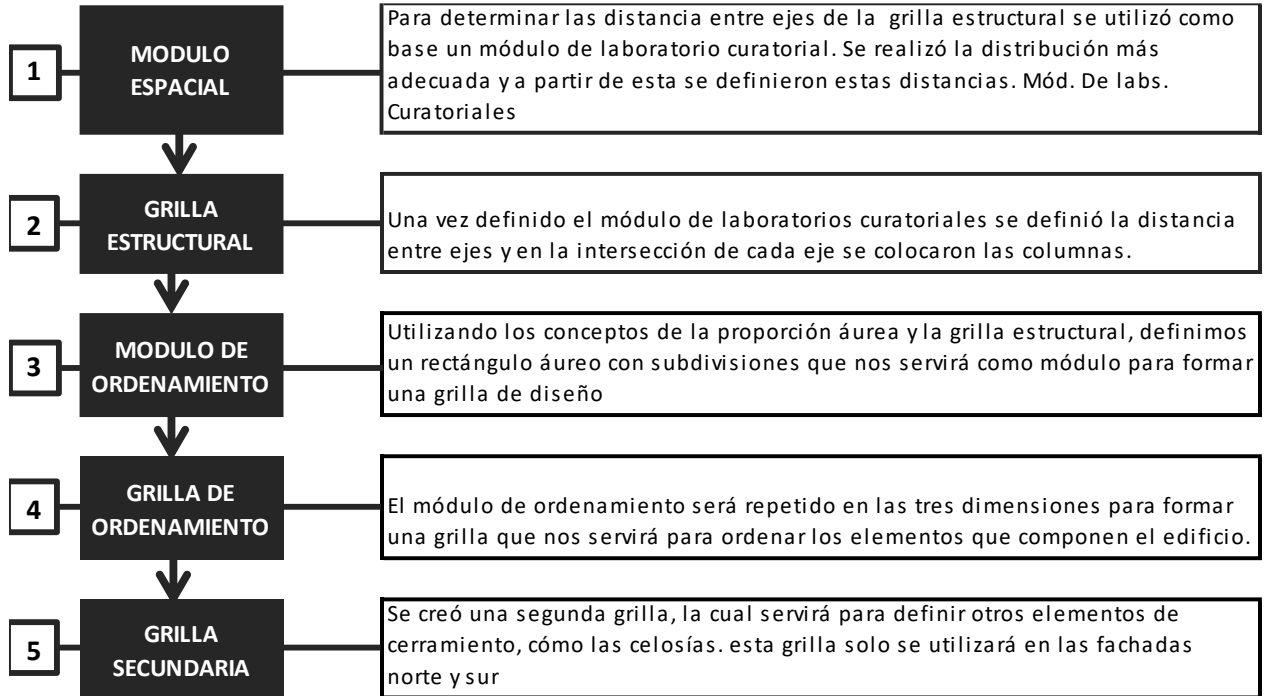 1
MODULO
ESPACIAL
Para determinar las distancia entre ejes de la grilla estructural se utilizó como
base un módulo de laboratorio curatorial. Se realizó la distribución más
adecuada y a partir de esta se definieron estas distancias. Mód. De labs.
Curatoriales
2
GRILLA
ESTRUCTURAL
Una vez definido el módulo de laboratorios curatoriales se definió la distancia
entre ejes y en la intersección de cada eje se colocaron las columnas.
3
MODULO DE
ORDENAMIENTO
Utilizando los conceptos de la proporción áurea y la grilla estructural, definimos
un rectángulo áureo con subdivisiones que nos servirá como módulo para formar
una grilla de diseño
4
GRILLA DE
ORDENAMIENTO
El módulo de ordenamiento será repetido en las tres dimensiones para formar
una grilla que nos servirá para ordenar los elementos que componen el edificio.
5
GRILLA
SECUNDARIA
Se creó una segunda grilla, la cual servirá para definir otros elementos de
cerramiento, cómo las celosías. esta grilla solo se utilizará en las fachadas
norte y sur